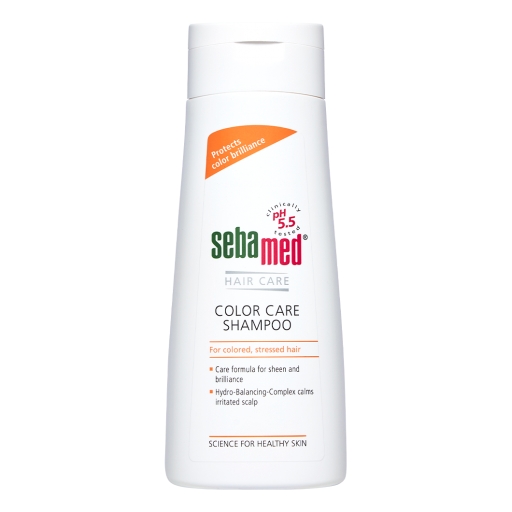 Protects
color brilliance
clinically
pH
5.5
tested
sebamed®
HAIR CARE
COLOR CARE
SHAMPOO
For colored, stressed hair
▪ Care formula for sheen and
brilliance
▪ Hydro-Balancing-Complex calms
irritated scalp
SCIENCE FOR HEALTHY SKIN